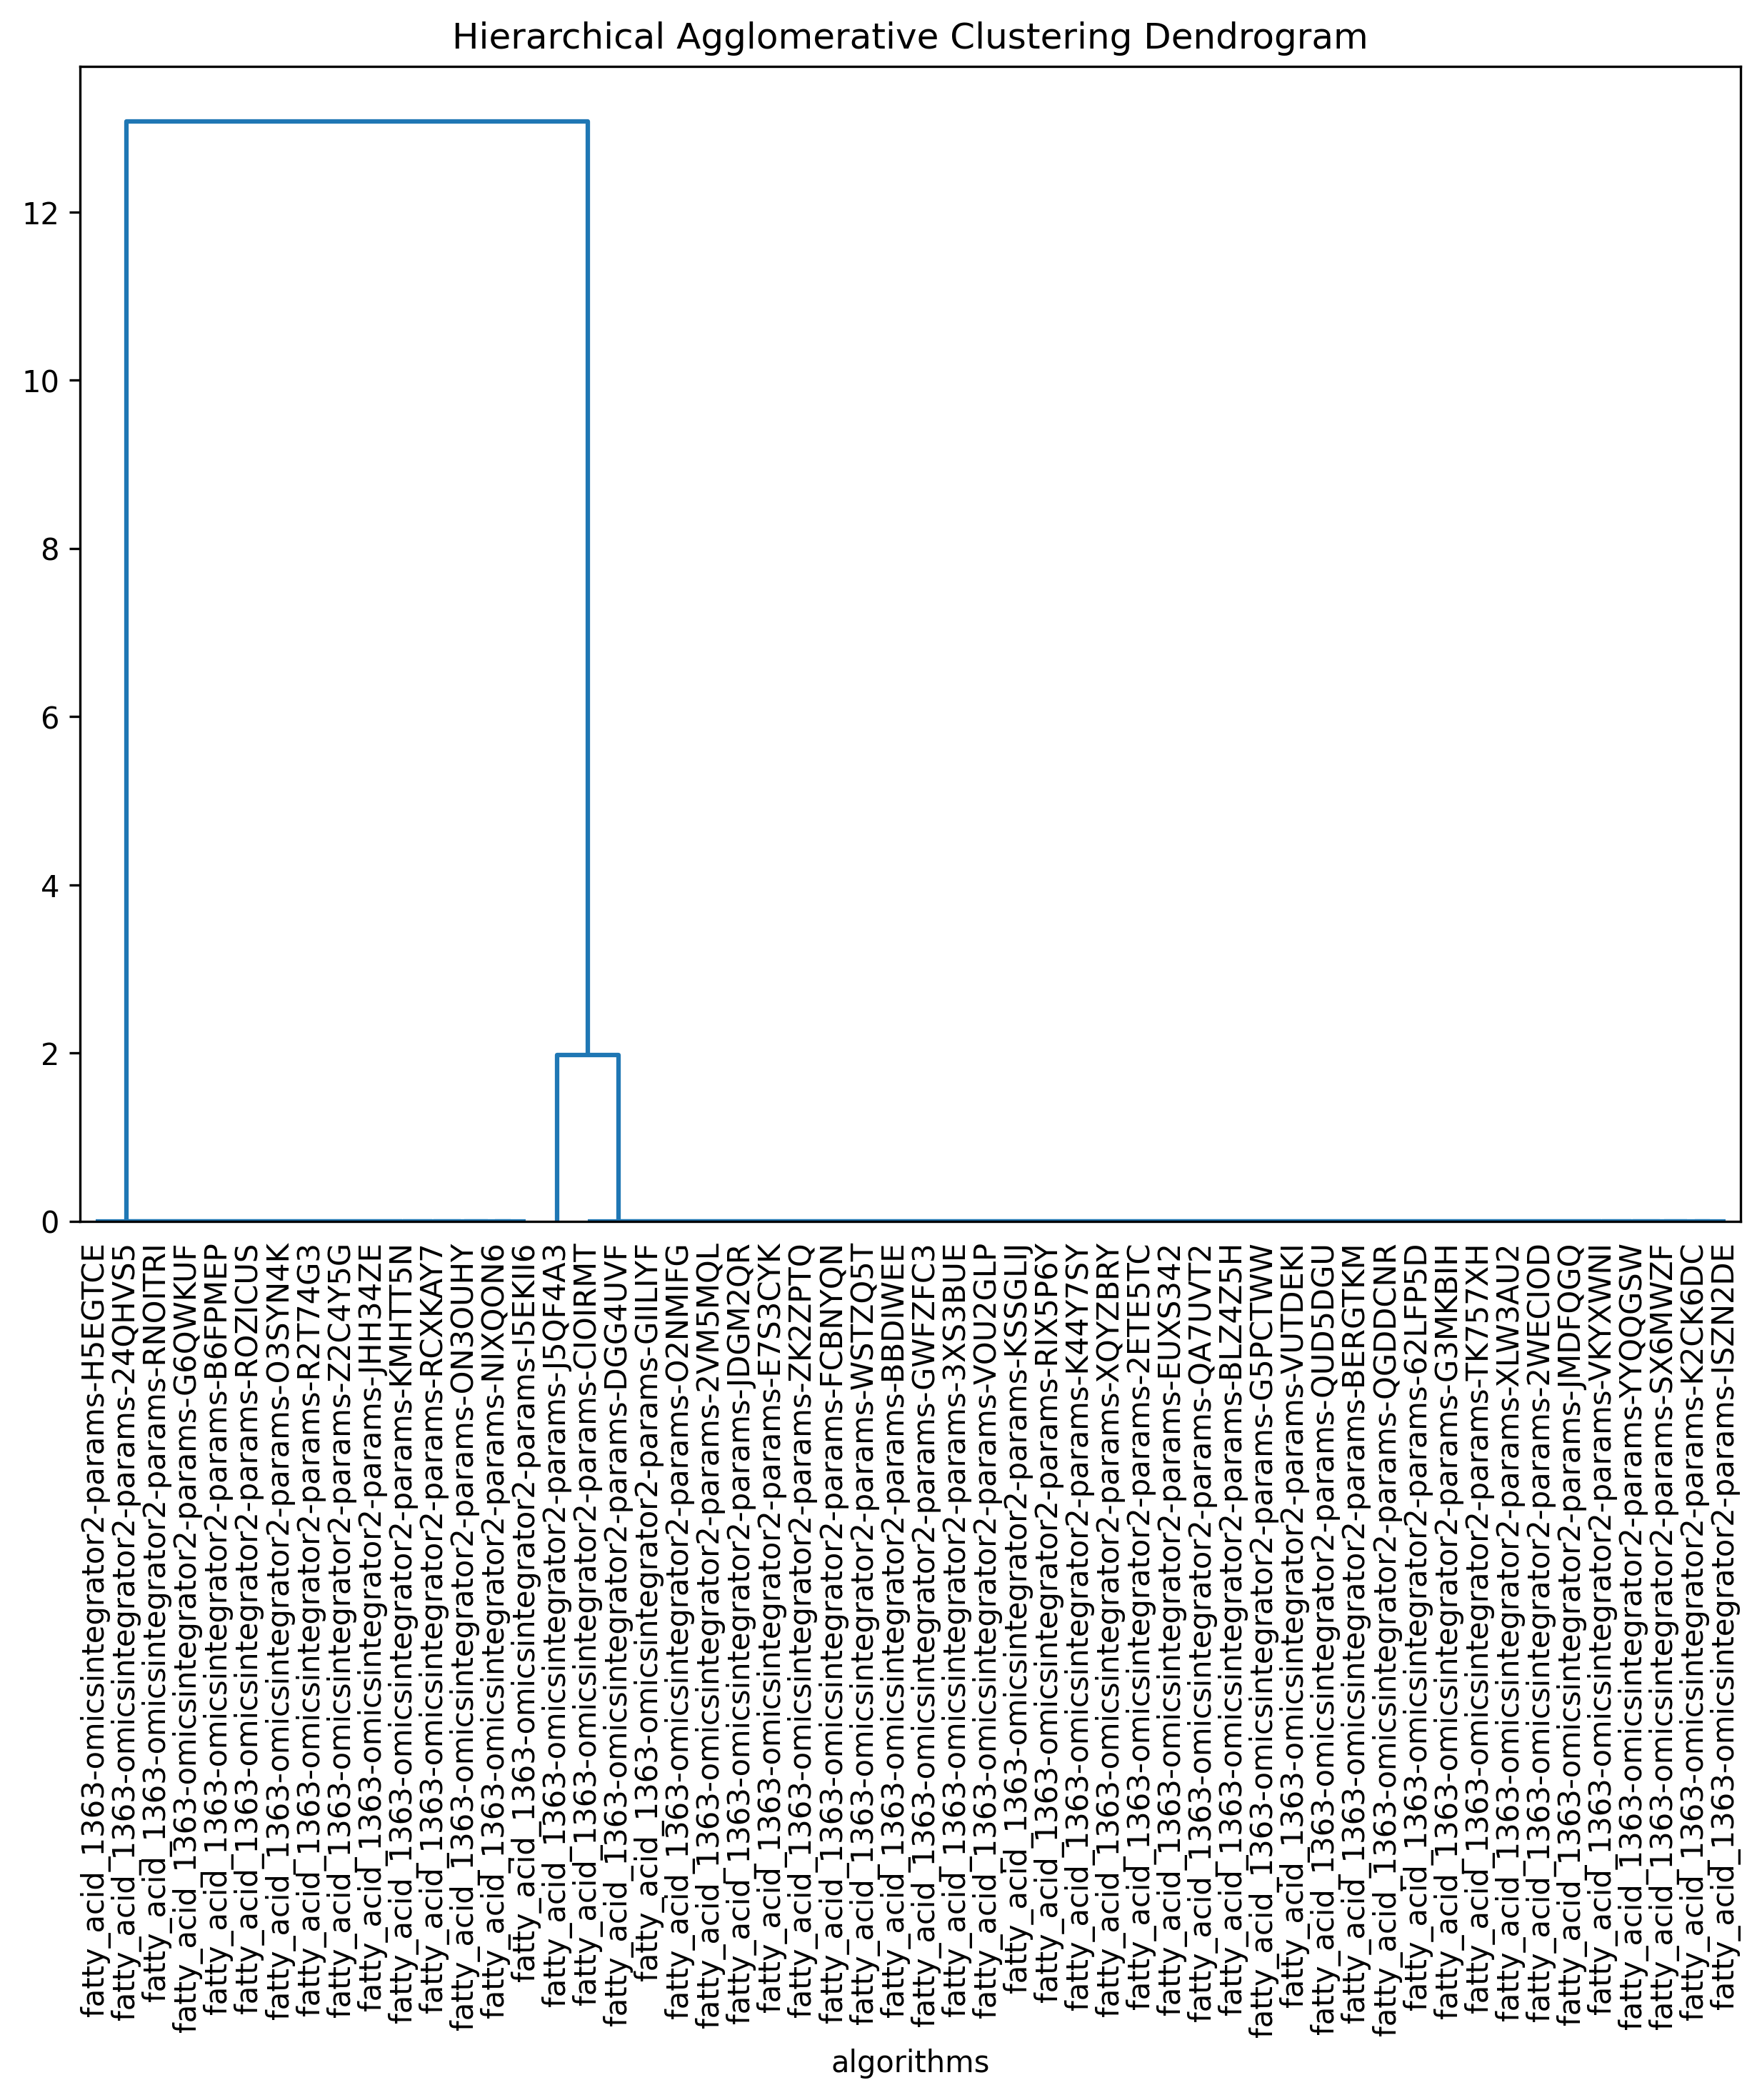 Hierarchical Agglomerative Clustering Dendrogram
12
10
8
6
4
2
0
fatty_acid_1363-omicsintegrator2-params-H5EGTCE
fatty_acid_1363-omicsintegrator2-params-24QHVS5
fatty_acid_1363-omicsintegrator2-params-RNOITRI
fatty_acid_1363-omicsintegrator2-params-G6QWKUF
fatty_acid_1363-omicsintegrator2-params-B6FPMEP
fatty_acid_1363-omicsintegrator2-params-ROZICUS
fatty_acid_1363-omicsintegrator2-params-O3SYN4K
fatty_acid_1363-omicsintegrator2-params-R2T74G3
fatty_acid_1363-omicsintegrator2-params-Z2C4Y5G
fatty_acid_1363-omicsintegrator2-params-JHH34ZE
fatty_acid_1363-omicsintegrator2-params-KMHTT5N
fatty_acid_1363-omicsintegrator2-params-RCXKAY7
fatty_acid_1363-omicsintegrator2-params-ON3OUHY
fatty_acid_1363-omicsintegrator2-params-NIXQON6
fatty_acid_1363-omicsintegrator2-params-I5EKII6
fatty_acid_1363-omicsintegrator2-params-J5QF4A3
fatty_acid_1363-omicsintegrator2-params-CIOIRMT
fatty_acid_1363-omicsintegrator2-params-DGG4UVF
fatty_acid_1363-omicsintegrator2-params-GIILIYF
fatty_acid_1363-omicsintegrator2-params-O2NMIFG
fatty_acid_1363-omicsintegrator2-params-2VM5MQL
fatty_acid_1363-omicsintegrator2-params-JDGM2QR
fatty_acid_1363-omicsintegrator2-params-E7S3CYK
fatty_acid_1363-omicsintegrator2-params-ZK2ZPTQ
fatty_acid_1363-omicsintegrator2-params-FCBNYQN
fatty_acid_1363-omicsintegrator2-params-WSTZQ5T
fatty_acid_1363-omicsintegrator2-params-BBDIWEE
fatty_acid_1363-omicsintegrator2-params-GWFZFC3
fatty_acid_1363-omicsintegrator2-params-3XS3BUE
fatty_acid_1363-omicsintegrator2-params-VOU2GLP
fatty_acid_1363-omicsintegrator2-params-KSSGLIJ
fatty_acid_1363-omicsintegrator2-params-RIX5P6Y
fatty_acid_1363-omicsintegrator2-params-K44Y7SY
fatty_acid_1363-omicsintegrator2-params-XQYZBRY
fatty_acid_1363-omicsintegrator2-params-2ETE5TC
fatty_acid_1363-omicsintegrator2-params-EUXS342
fatty_acid_1363-omicsintegrator2-params-QA7UVT2
fatty_acid_1363-omicsintegrator2-params-BLZ4Z5H
fatty_acid_1363-omicsintegrator2-params-G5PCTWW
fatty_acid_1363-omicsintegrator2-params-VUTDEKI
fatty_acid_1363-omicsintegrator2-params-QUD5DGU
fatty_acid_1363-omicsintegrator2-params-BERGTKM
fatty_acid_1363-omicsintegrator2-params-QGDDCNR
fatty_acid_1363-omicsintegrator2-params-62LFP5D
fatty_acid_1363-omicsintegrator2-params-G3MKBIH
fatty_acid_1363-omicsintegrator2-params-TK757XH
fatty_acid_1363-omicsintegrator2-params-XLW3AU2
fatty_acid_1363-omicsintegrator2-params-2WECIOD
fatty_acid_1363-omicsintegrator2-params-JMDFQGQ
fatty_acid_1363-omicsintegrator2-params-VKYXWNI
fatty_acid_1363-omicsintegrator2-params-YYQQGSW
fatty_acid_1363-omicsintegrator2-params-SX6MWZF
fatty_acid_1363-omicsintegrator2-params-K2CK6DC
fatty_acid_1363-omicsintegrator2-params-ISZN2DE
algorithms